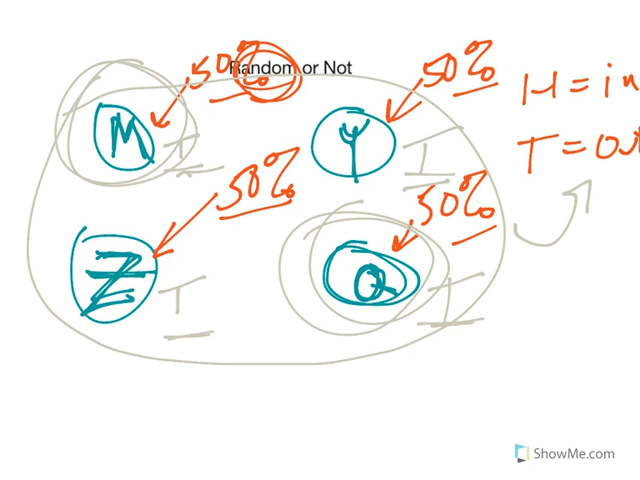 Random or Not
50% 50%
H = in
M I Y I
T = out
50% 50%
Z T Q I
ShowMe.com